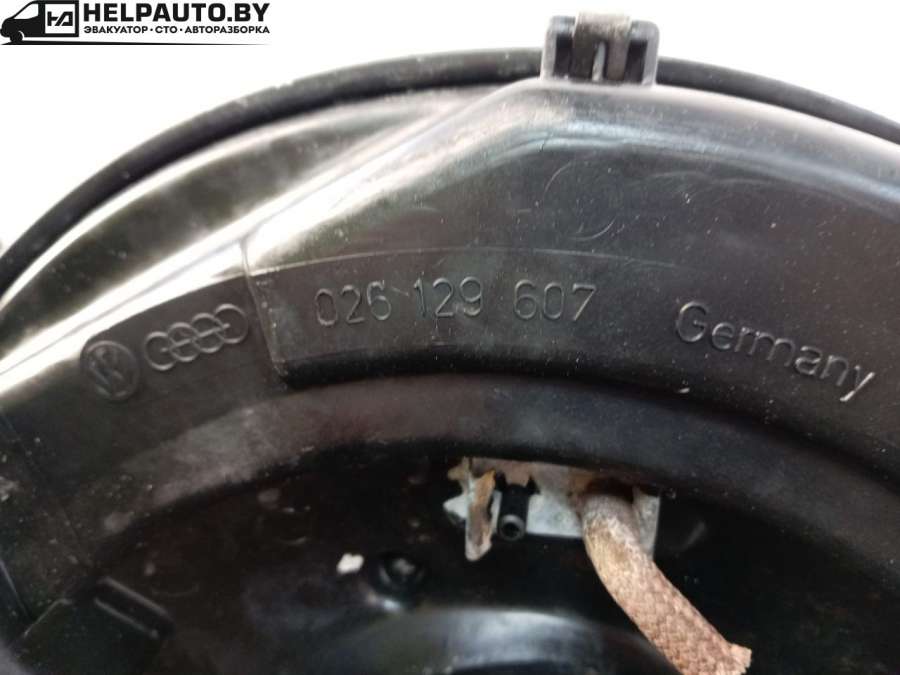 HELPAUTO.BY
ЭВАКУАТОР • СТО • АВТОРАЗБОРКА
026 129 607
Germany